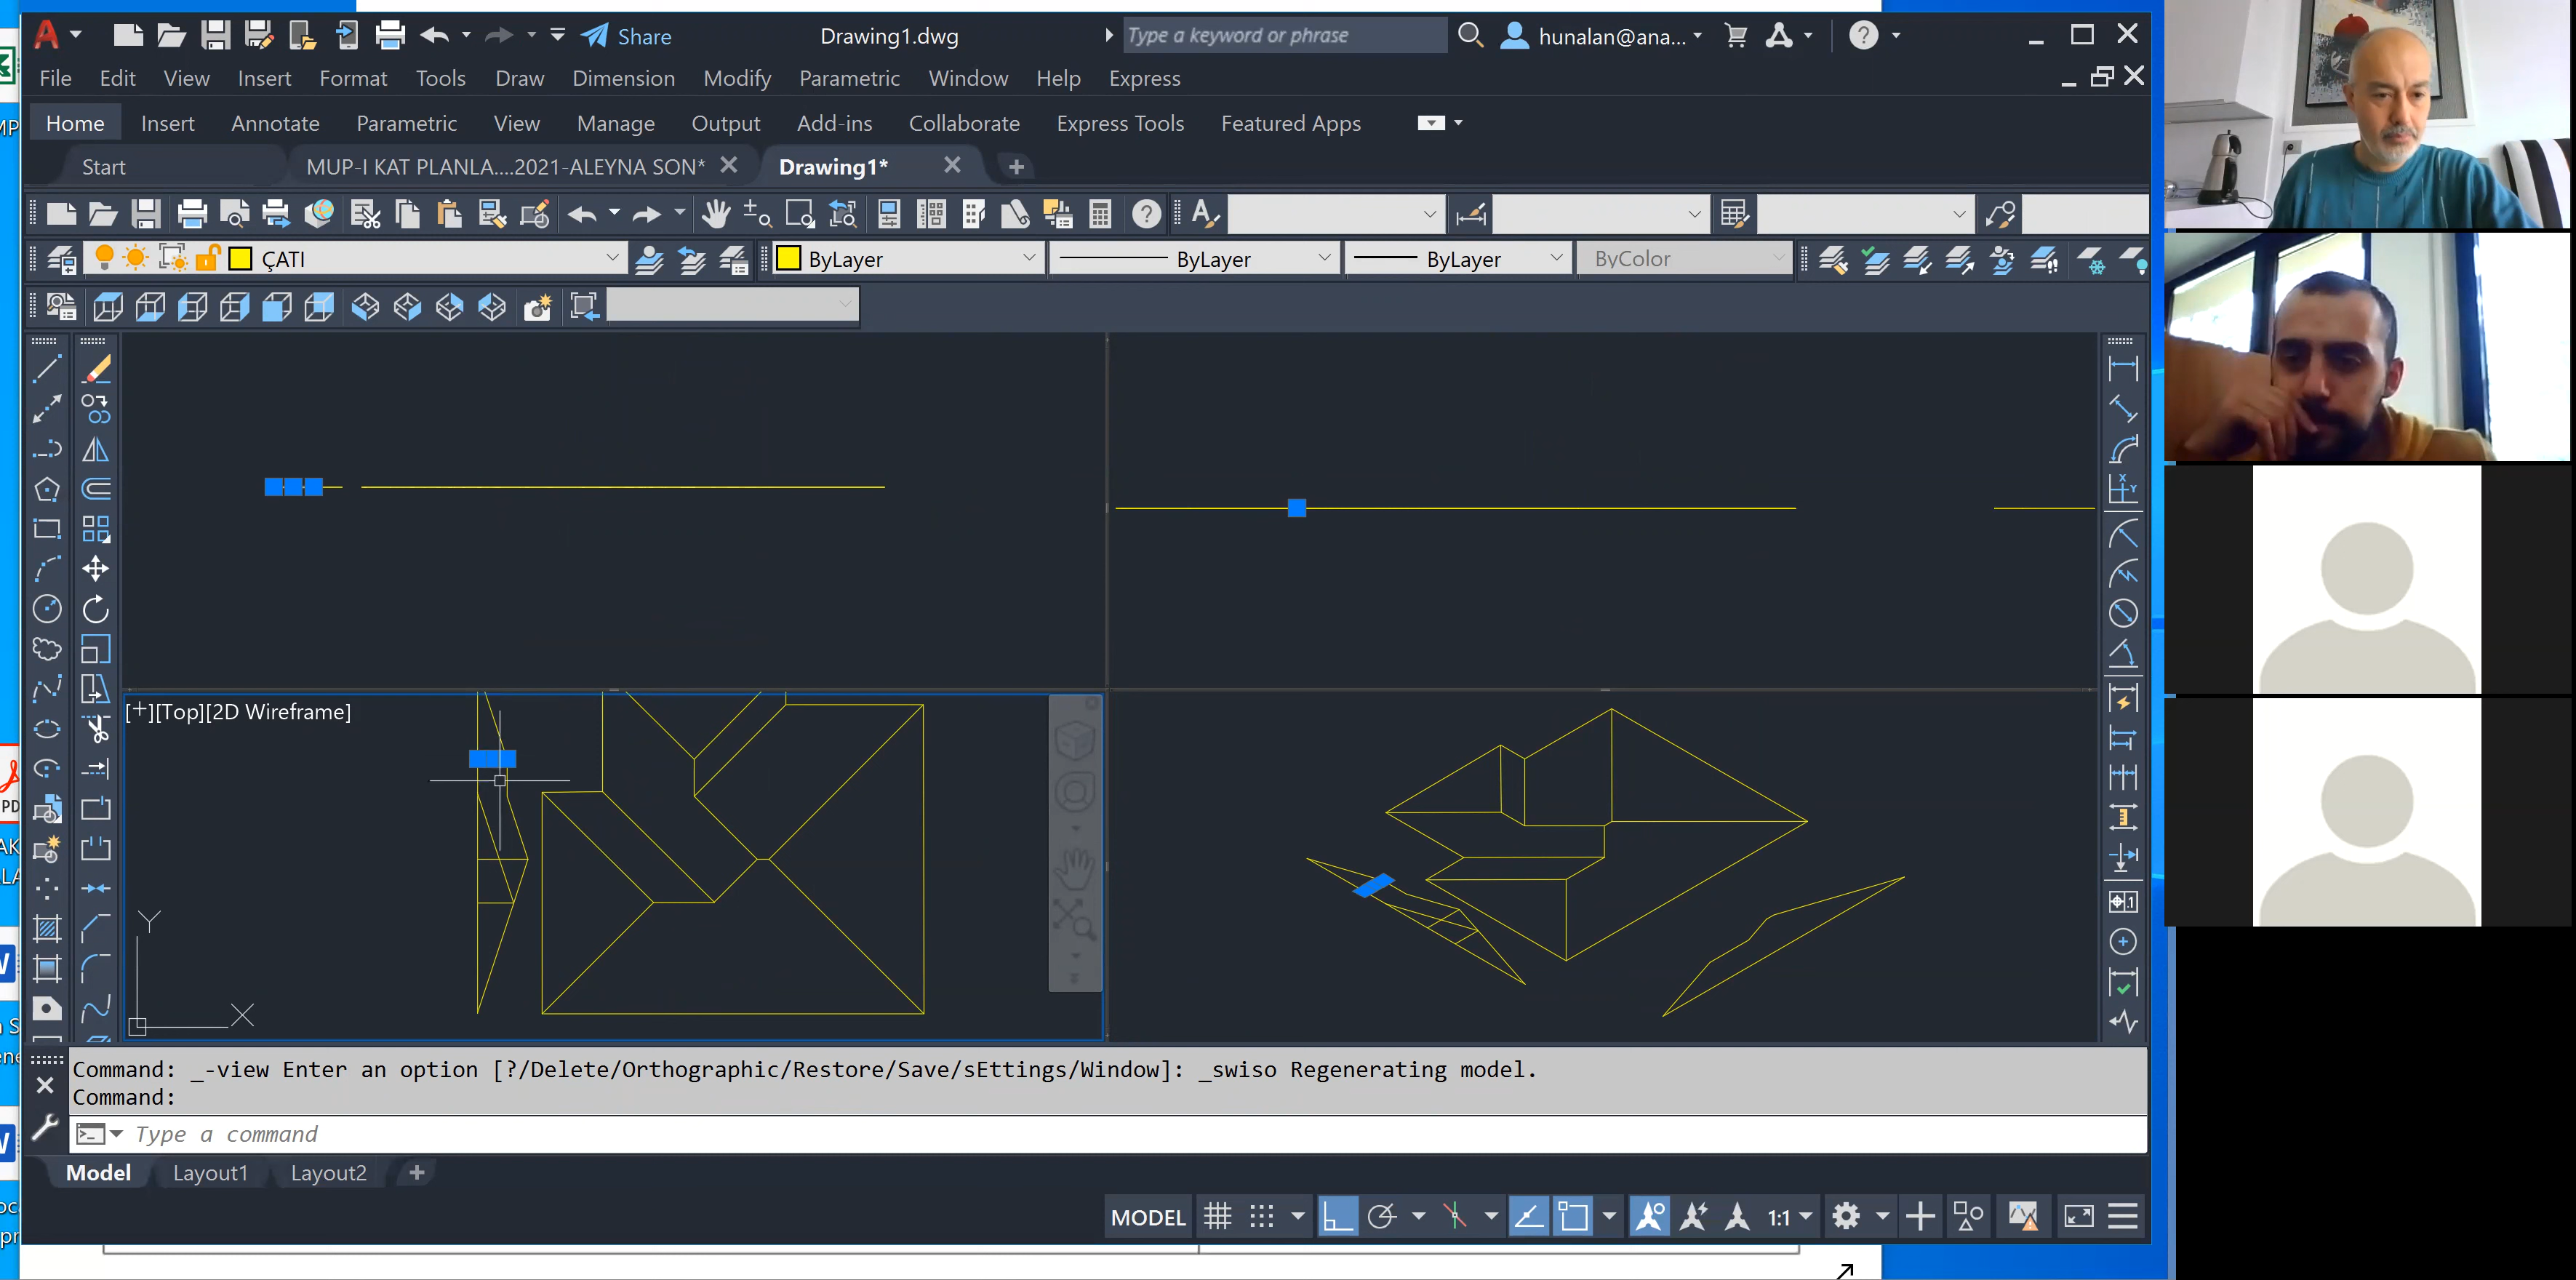 Share
Drawing1.dwg
Type a keyword or phrase
hunalan@ana...
File Edit View Insert Format Tools Draw Dimension Modify Parametric Window Help Express
Home Insert Annotate Parametric View Manage Output Add-ins Collaborate Express Tools Featured Apps
Start
MUP-I KAT PLANLA....2021-ALEYNA SON*
Drawing1*
ÇATI
ByLayer
ByLayer
ByLayer
ByColor
[+][Top][2D Wireframe]
Y
X
Command: _-view Enter an option [?/Delete/Orthographic/Restore/Save/sEttings/Window]: _swiso Regenerating model.
Command:
Type a command
Model Layout1 Layout2
MODEL
1:1